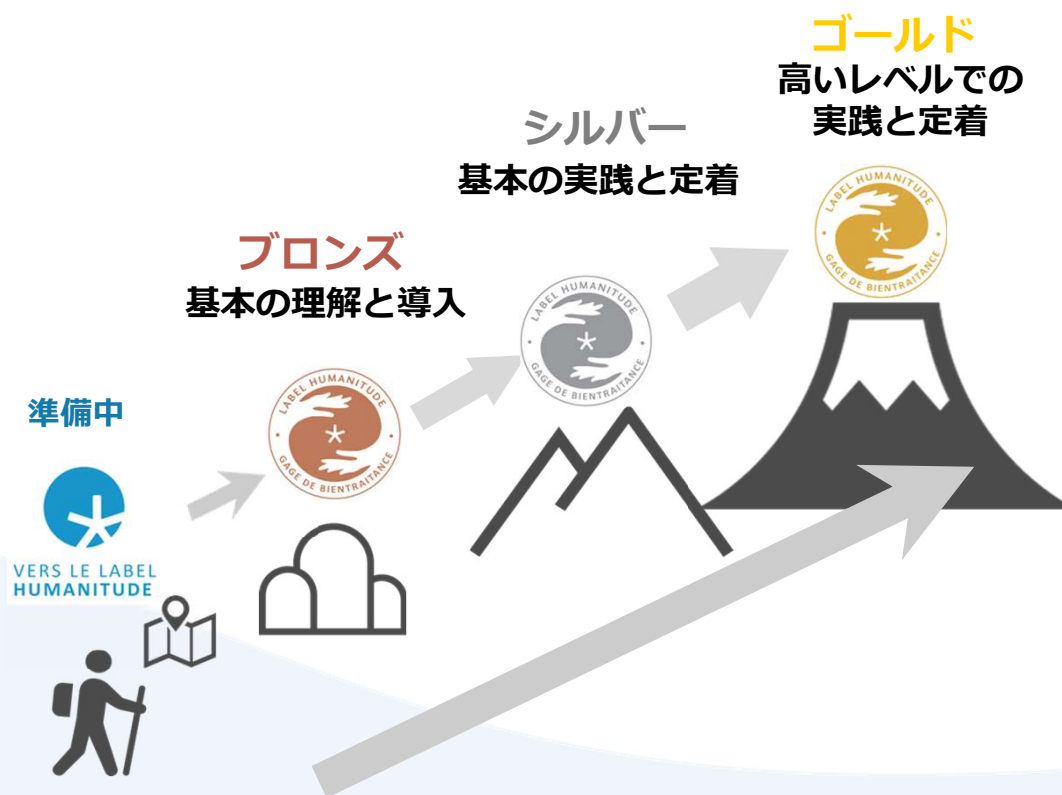 ゴールド
高いレベルでの
実践と定着
シルバー
基本の実践と定着
ブロンズ
基本の理解と導入
準備中
VERS LE LABEL
HUMANITUDE
LABEL HUMANITUDE
GAGE DE BIENTRAITANCE
LABEL HUMANITUDE
GAGE DE BIENTRAITANCE
LABEL HUMANITUDE
GAGE DE BIENTRAITANCE